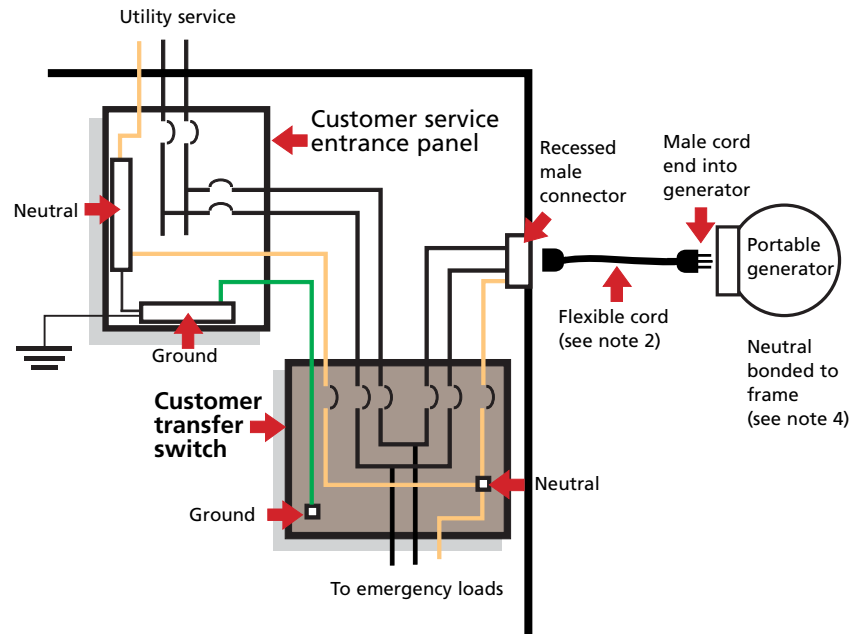 Utility service
Customer service
entrance panel
Recessed
male
connector
Male cord
end into
generator
Neutral
Portable
generator
Flexible cord
(see note 2)
Ground
Neutral
bonded to
frame
(see note 4)
Customer
transfer
switch
Neutral
Ground
To emergency loads